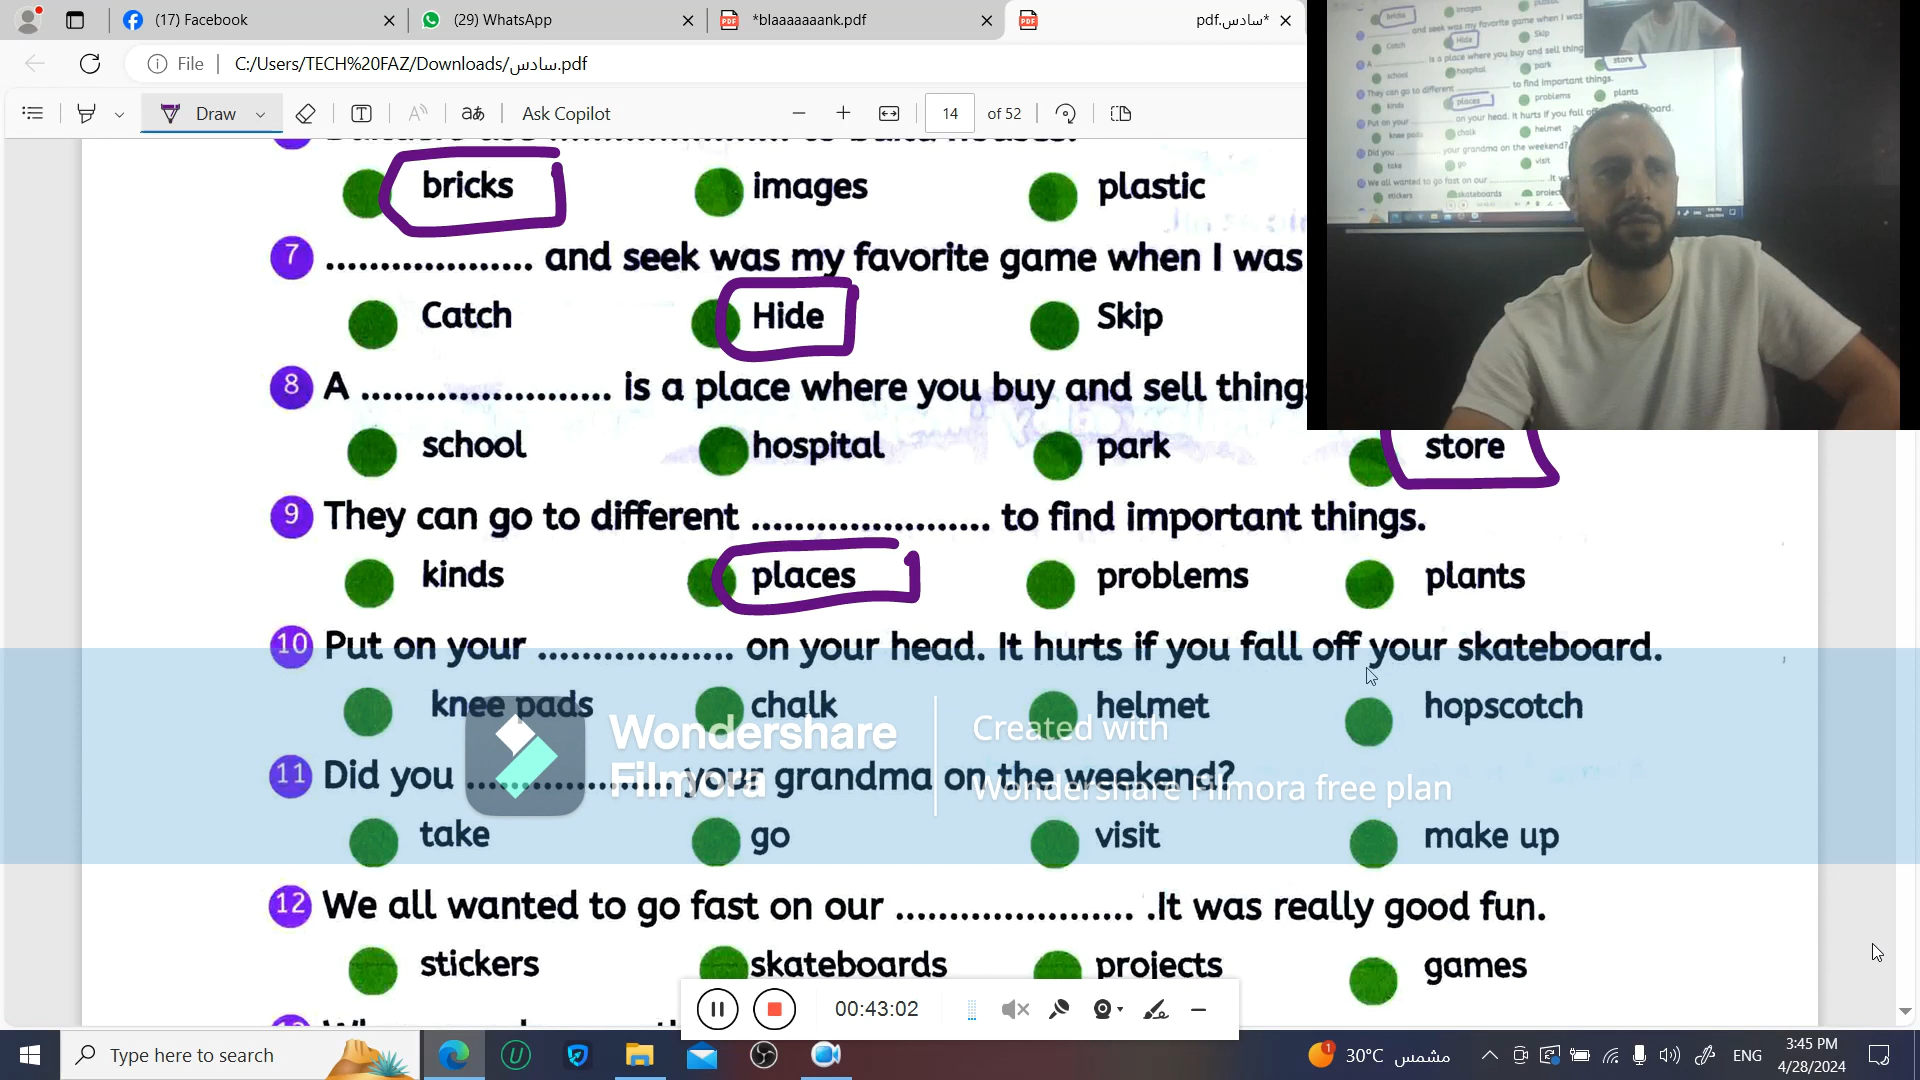 (17) Facebook
(29) WhatsApp
*blaaaaaank.pdf
سادس.pdf*
File
C:/Users/TECH%20FAZ/Downloads/سادس.pdf
Draw
aあ
Ask Copilot
14 of 52
bricks images plastic
7 .................... and seek was my favorite game when I was
Catch Hide Skip
8 A ....................... is a place where you buy and sell things
school hospital park store
9 They can go to different ...................... to find important things.
kinds places problems plants
10 Put on your .................. on your head. It hurts if you fall off your skateboard.
knee pads chalk helmet hopscotch
11 Did you ................... your grandma on the weekend?
take go visit make up
Wondershare Filmora
Created with
Wondershare Filmora free plan
12 We all wanted to go fast on our ...................... .It was really good fun.
stickers skateboards projects games
00:43:02
Type here to search
30°C مشمس
ENG
3:45 PM
4/28/2024